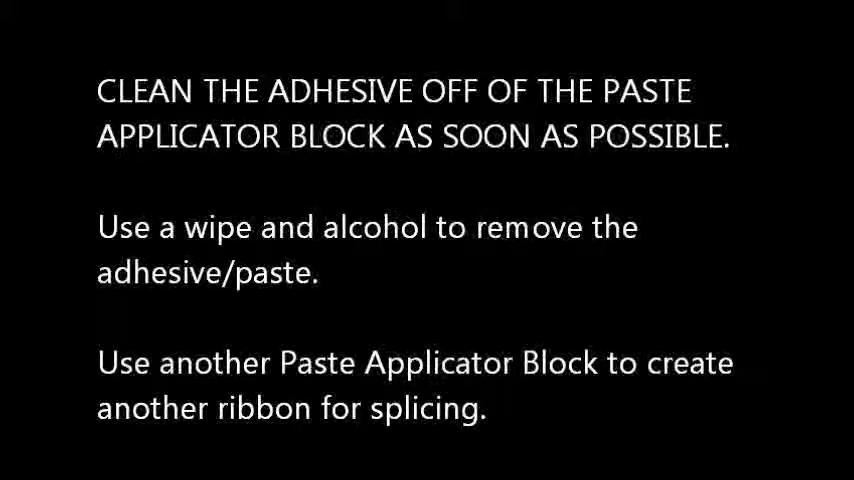 CLEAN THE ADHESIVE OFF OF THE PASTE
APPLICATOR BLOCK AS SOON AS POSSIBLE.
Use a wipe and alcohol to remove the
adhesive/paste.
Use another Paste Applicator Block to create
another ribbon for splicing.